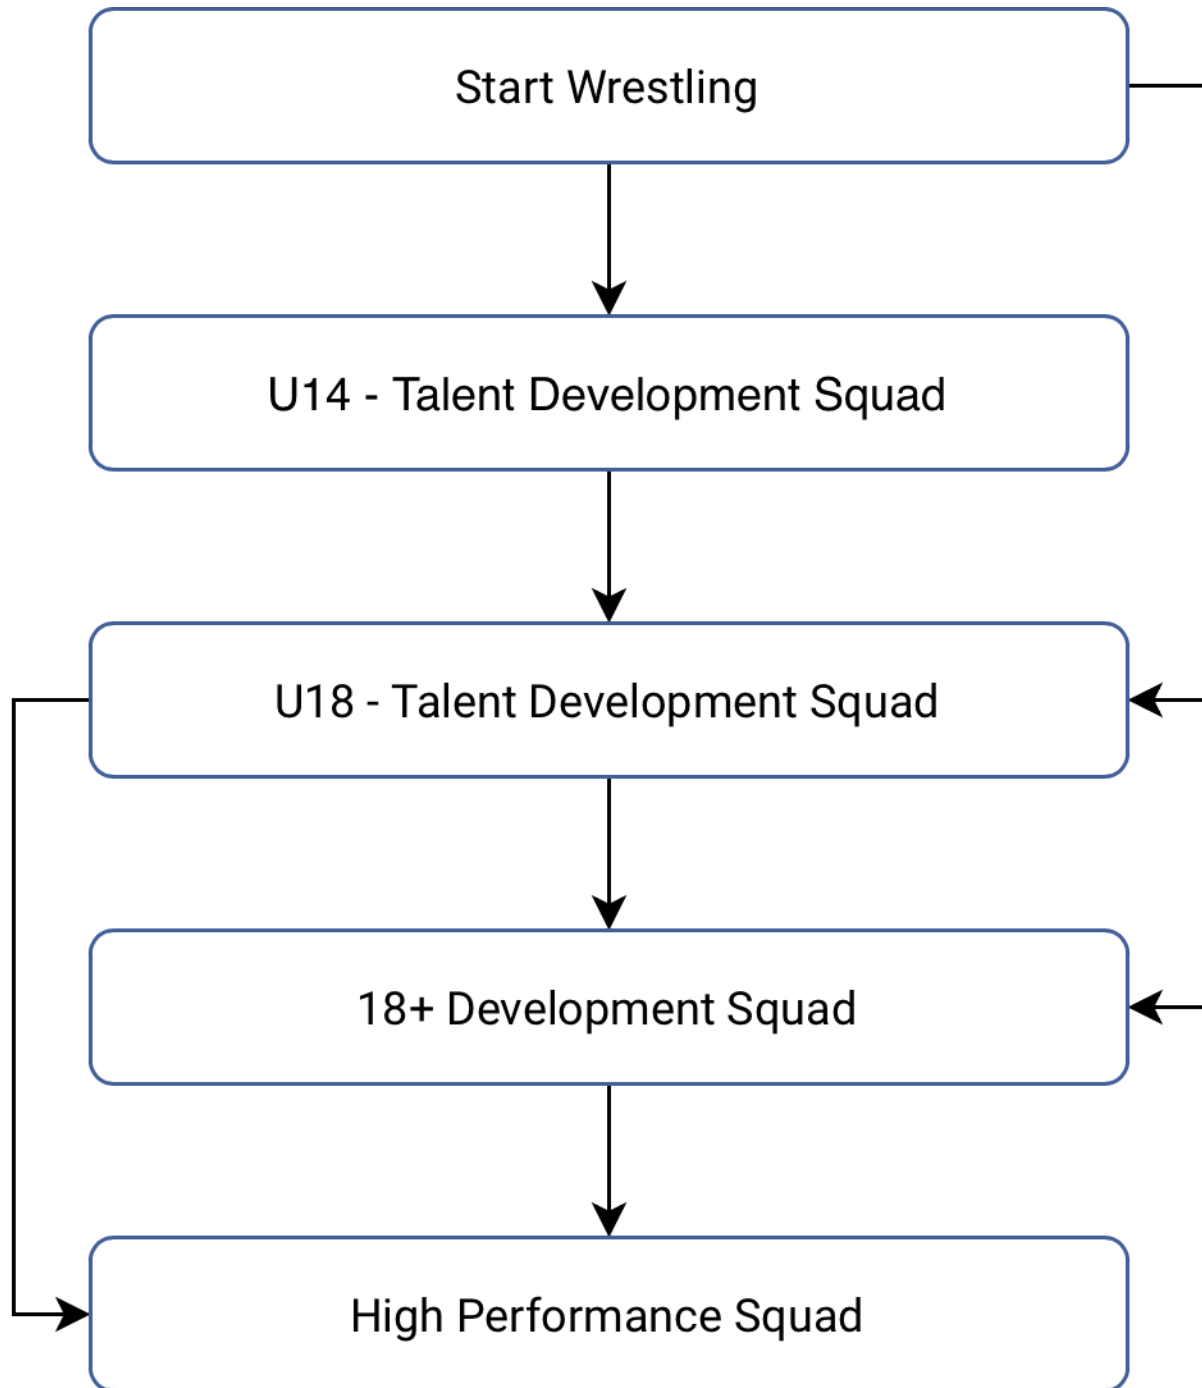 Start Wrestling
U14 - Talent Development Squad
U18 - Talent Development Squad
18+ Development Squad
High Performance Squad